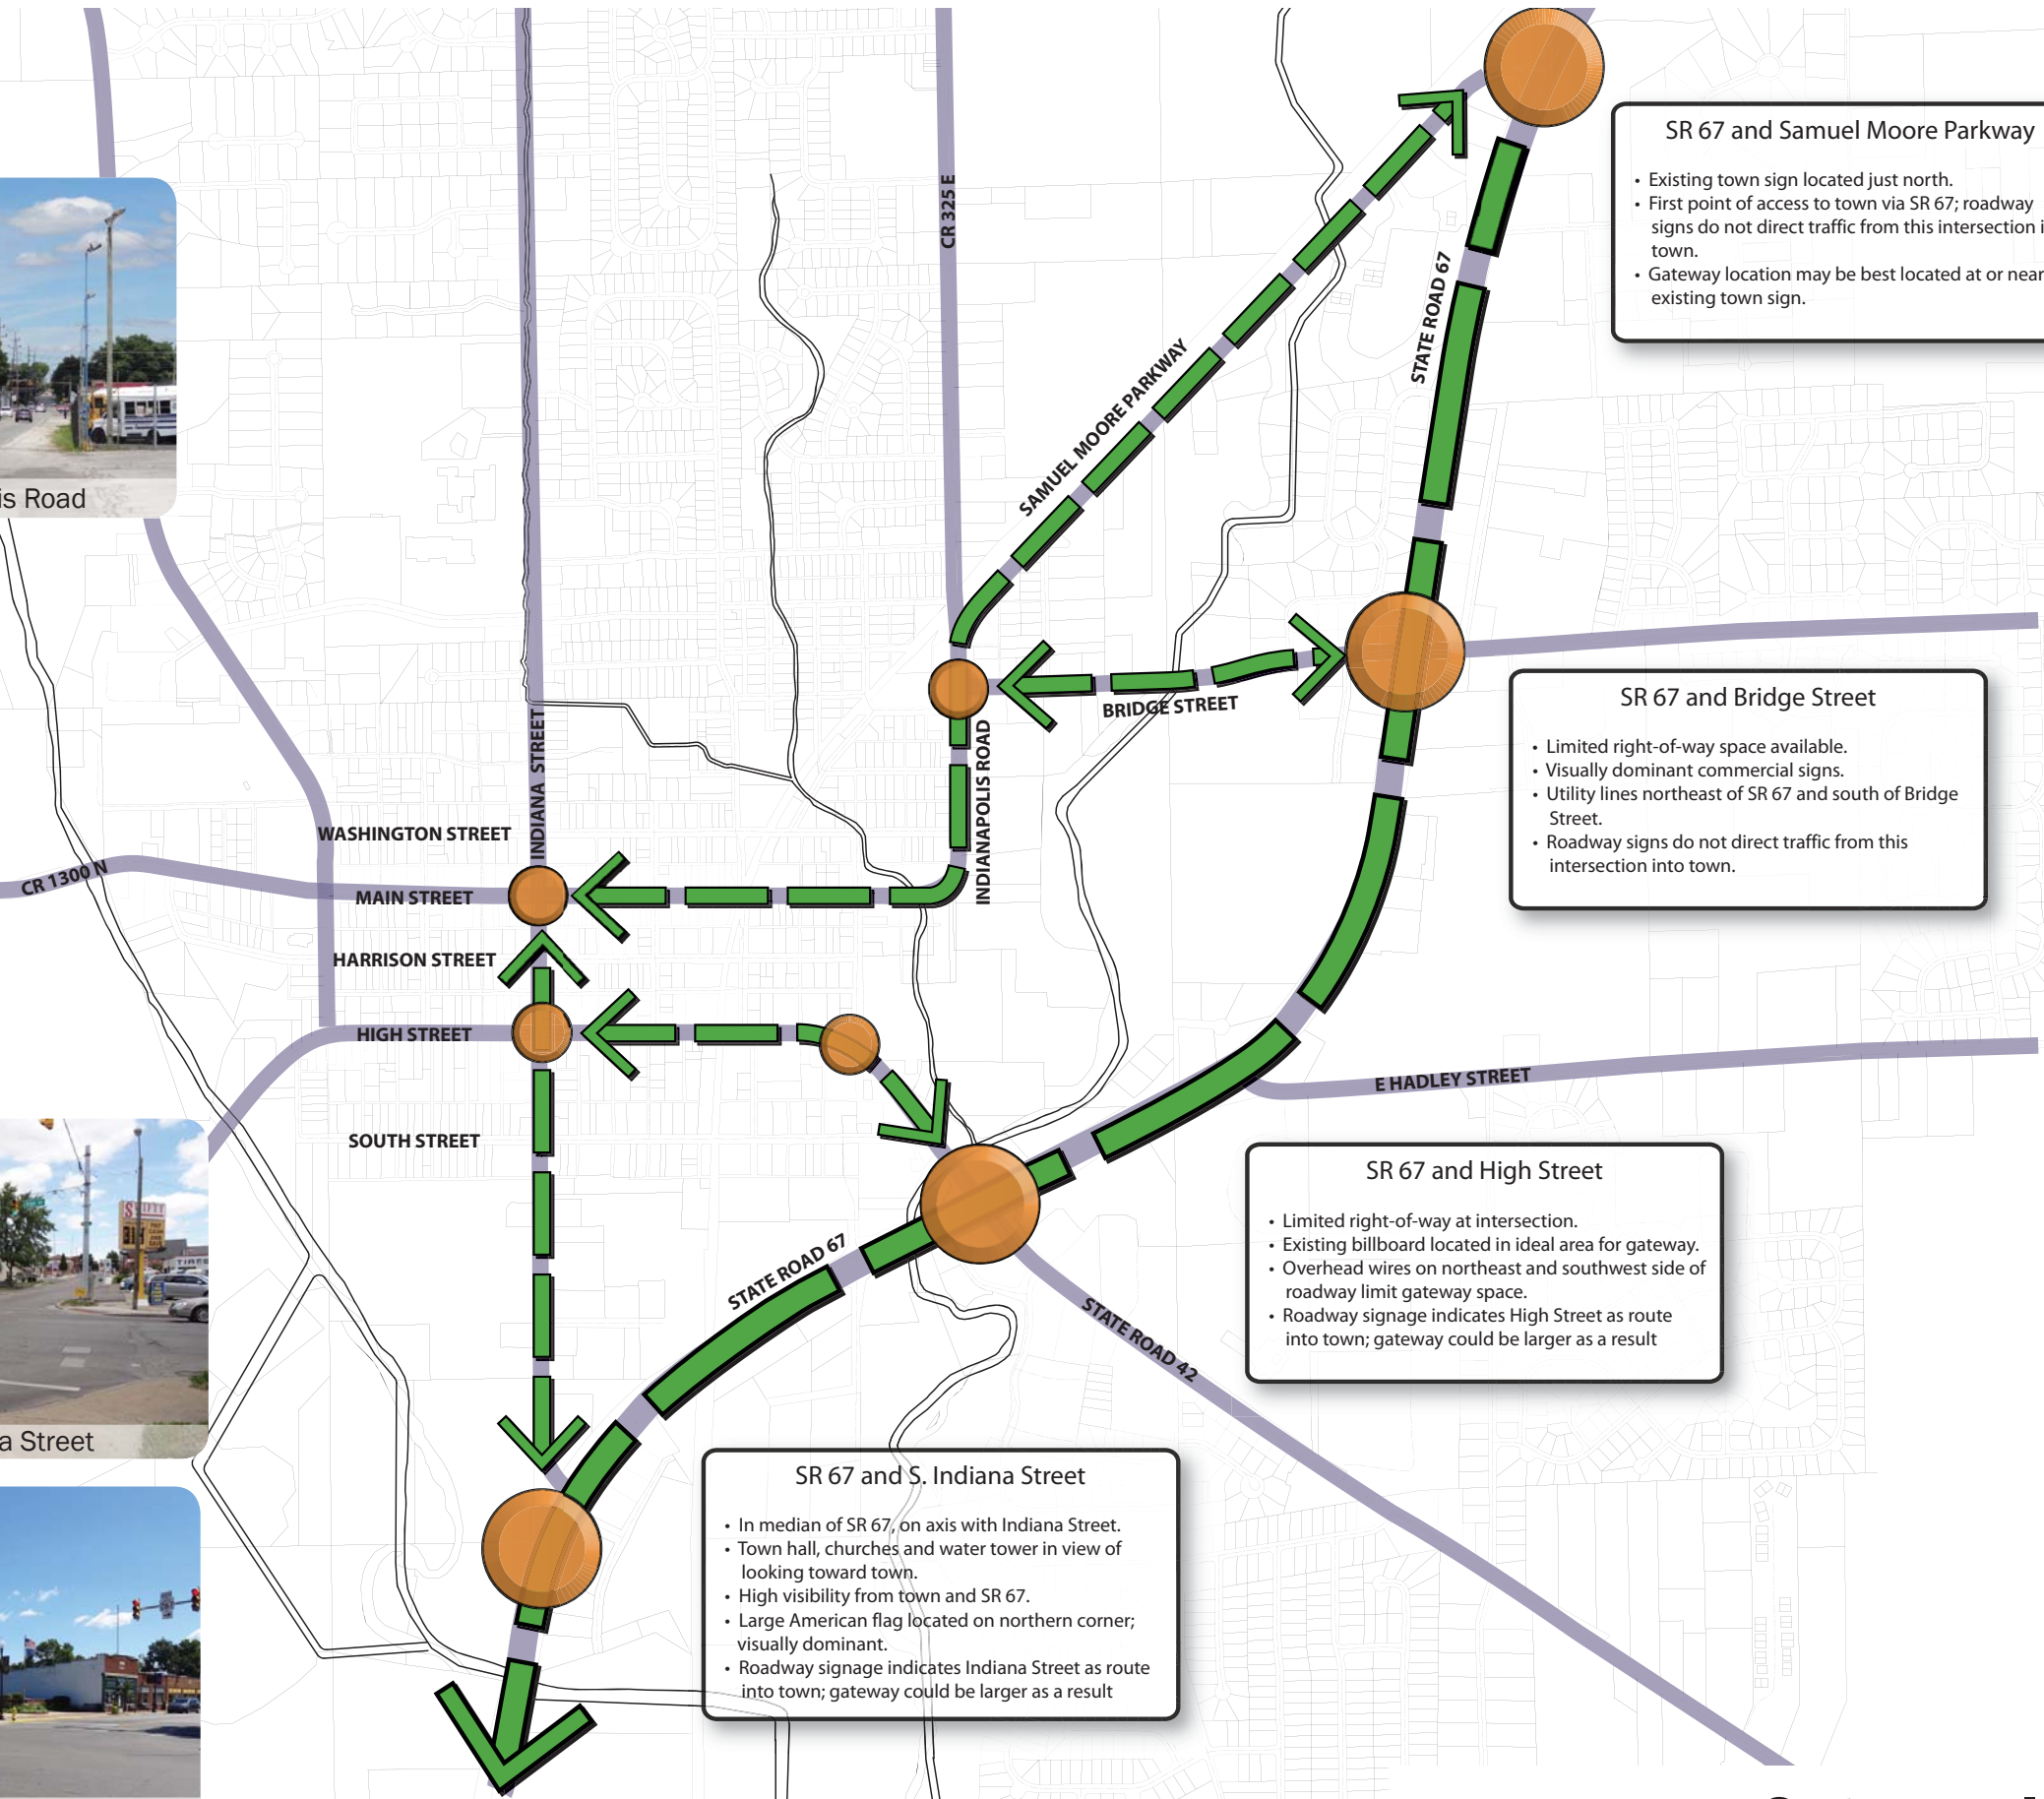 CR 325 E
SR 67 and Samuel Moore Parkway
• Existing town sign located just north.
• First point of access to town via SR 67; roadway
signs do not direct traffic from this intersection
town.
• Gateway location may be best located at or near
existing town sign.
STATE ROAD 67
SAMUEL MOORE PARKWAY
is Road
BRIDGE STREET
SR 67 and Bridge Street
• Limited right-of-way space available.
• Visually dominant commercial signs.
• Utility lines northeast of SR 67 and south of Bridge
Street.
• Roadway signs do not direct traffic from this
intersection into town.
INDIANA STREET
INDIANAPOLIS ROAD
WASHINGTON STREET
CR 1300 N
MAIN STREET
HARRISON STREET
HIGH STREET
E HADLEY STREET
SOUTH STREET
SR 67 and High Street
• Limited right-of-way at intersection.
• Existing billboard located in ideal area for gateway.
• Overhead wires on northeast and southwest side of
roadway limit gateway space.
• Roadway signage indicates High Street as route
into town; gateway could be larger as a result
STATE ROAD 67
STATE ROAD 42
a Street
SR 67 and S. Indiana Street
• In median of SR 67, on axis with Indiana Street.
• Town hall, churches and water tower in view of
looking toward town.
• High visibility from town and SR 67.
• Large American flag located on northern corner;
visually dominant.
• Roadway signage indicates Indiana Street as route
into town; gateway could be larger as a result